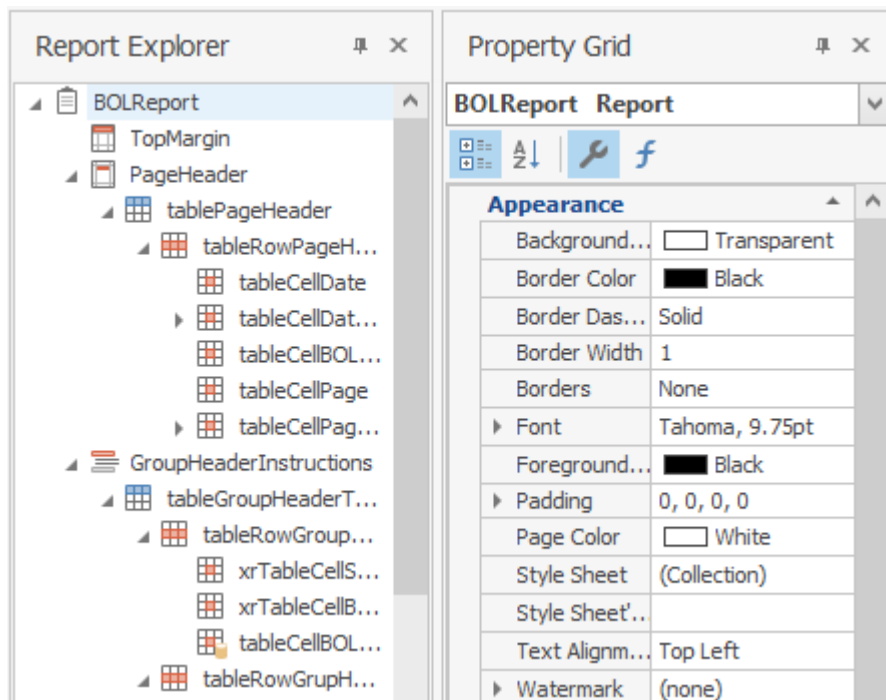 Report Explorer
BOLReport
TopMargin
PageHeader
tablePageHeader
tableRowPageH...
tableCellDate
tableCellDat...
tableCellBOL...
tableCellPage
tableCellPag...
GroupHeaderInstructions
tableGroupHeaderT...
tableRowGroup...
xrTableCellS...
xrTableCellB...
tableCellBOL...
tableRowGrupH...
Property Grid
BOLReport Report
A
Z
f
Appearance
Background... Transparent
Border Color Black
Border Das... Solid
Border Width 1
Borders None
Font Tahoma, 9.75pt
Foreground... Black
Padding 0, 0, 0, 0
Page Color White
Style Sheet (Collection)
Style Sheet'...
Text Alignm... Top Left
Watermark (none)